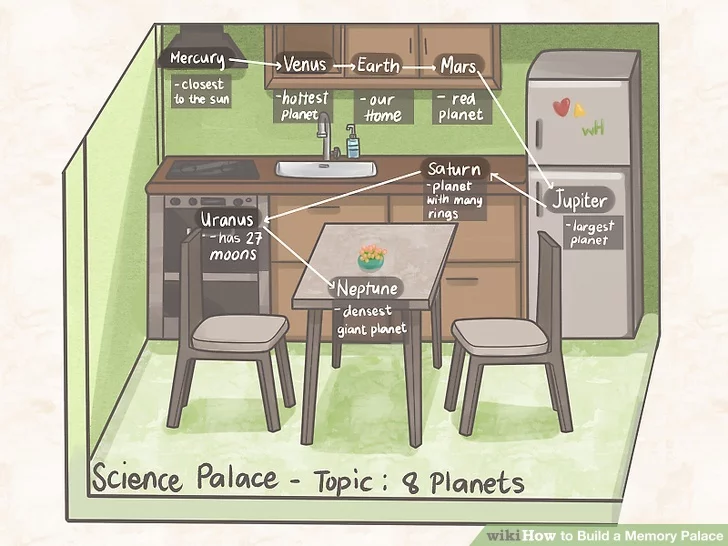 Mercury
- closest
to the sun
Venus
- hottest
planet
Earth
- our
Home
Mars
- red
planet
wH
Jupiter
- largest
planet
Saturn
- planet
with many
rings
Uranus
- has 27
moons
Neptune
- densest
giant planet
Science Palace - Topic : 8 Planets
wikiHow to Build a Memory Palace